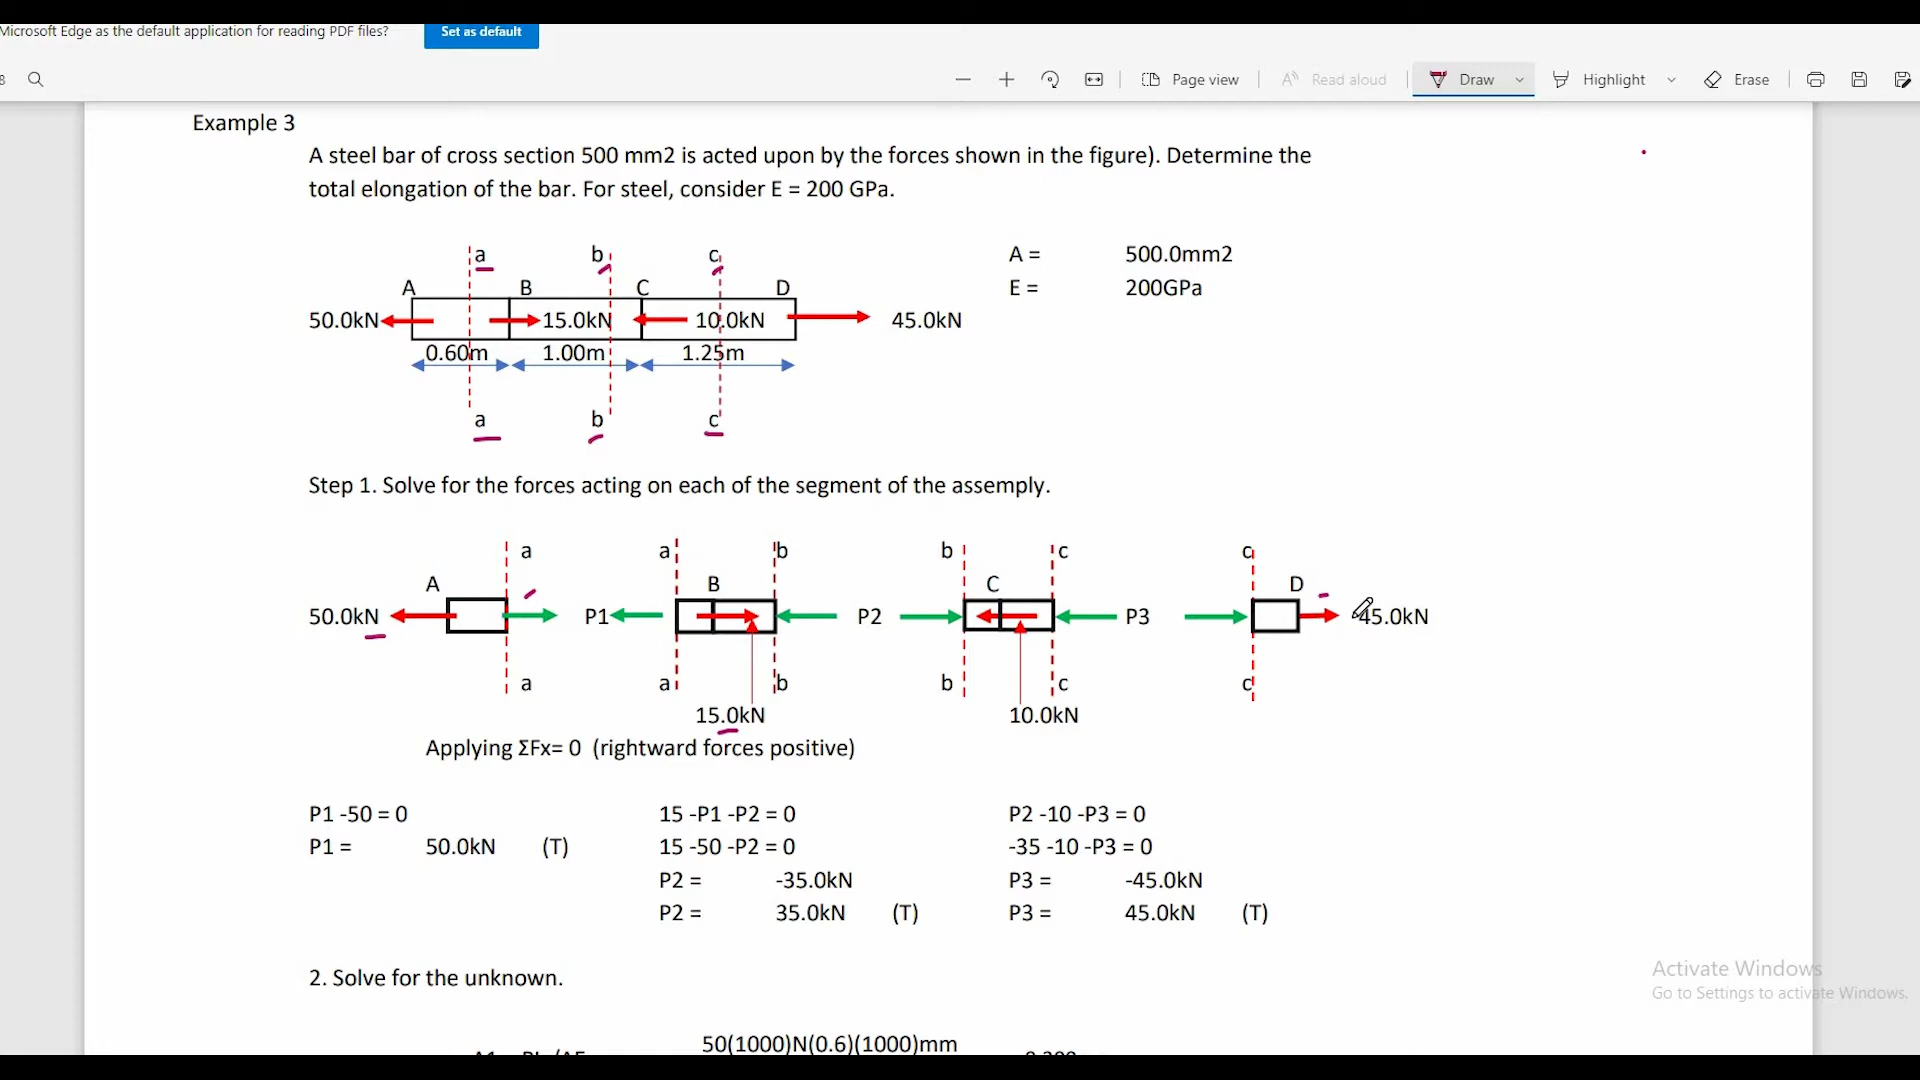 Microsoft Edge as the default application for reading PDF files?
Set as default
8
Page view
Read aloud
Draw
Highlight
Erase
Example 3
A steel bar of cross section 500 mm2 is acted upon by the forces shown in the figure). Determine the
total elongation of the bar. For steel, consider E = 200 GPa.
a b c
A = 500.0mm2
A B C D
E = 200GPa
50.0kN 15.0kN 10.0kN 45.0kN
0.60m 1.00m 1.25m
a b c
Step 1. Solve for the forces acting on each of the segment of the assemply.
a a b b c c
A B C D
50.0kN P1 P2 P3 45.0kN
a a b b c c
15.0kN 10.0kN
Applying ΣFx= 0 (rightward forces positive)
P1 -50 = 0 15 -P1 -P2 = 0 P2 -10 -P3 = 0
P1 = 50.0kN (T) 15 -50 -P2 = 0 -35 -10 -P3 = 0
P2 = -35.0kN P3 = -45.0kN
P2 = 35.0kN (T) P3 = 45.0kN (T)
2. Solve for the unknown.
Activate Windows
Go to Settings to activate Windows.
50(1000)N(0.6)(1000)mm